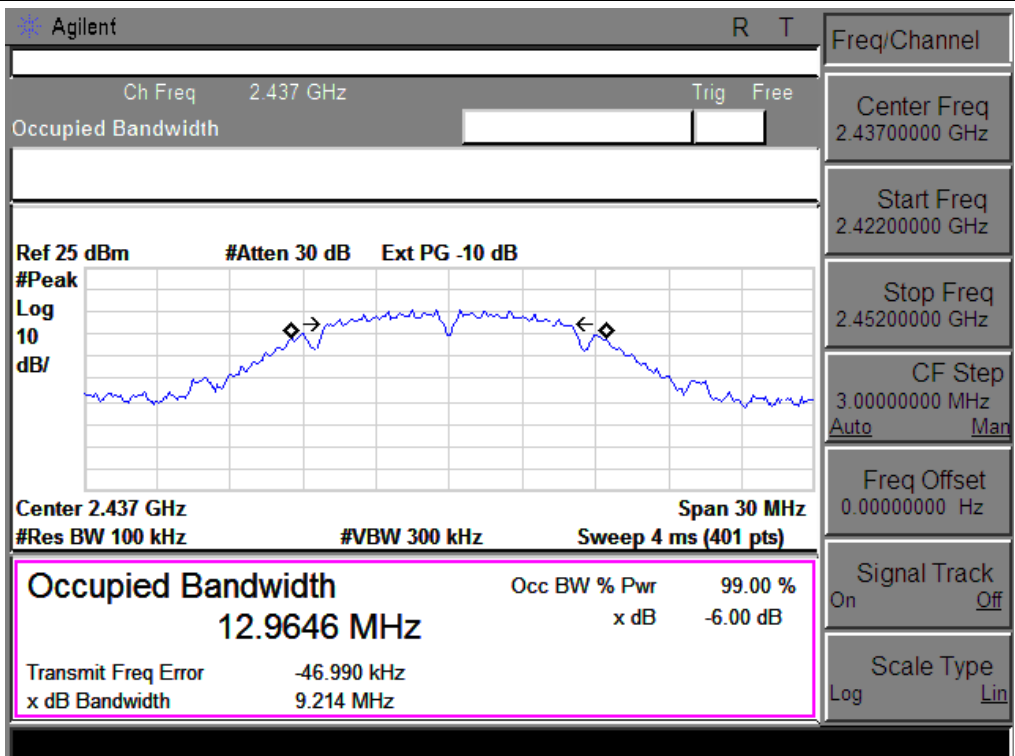 Agilent
R T
Freq/Channel
Ch Freq 2.437 GHz Trig Free
Occupied Bandwidth
Center Freq
2.43700000 GHz
Start Freq
2.42200000 GHz
Stop Freq
2.45200000 GHz
CF Step
3.00000000 MHz
Auto Man
Freq Offset
0.00000000 Hz
Signal Track
On Off
Scale Type
Log Lin
Ref 25 dBm #Atten 30 dB Ext PG -10 dB
#Peak
Log
10
dB/
Center 2.437 GHz Span 30 MHz
#Res BW 100 kHz #VBW 300 kHz Sweep 4 ms (401 pts)
Occupied Bandwidth Occ BW % Pwr 99.00 %
12.9646 MHz x dB -6.00 dB
Transmit Freq Error -46.990 kHz
x dB Bandwidth 9.214 MHz